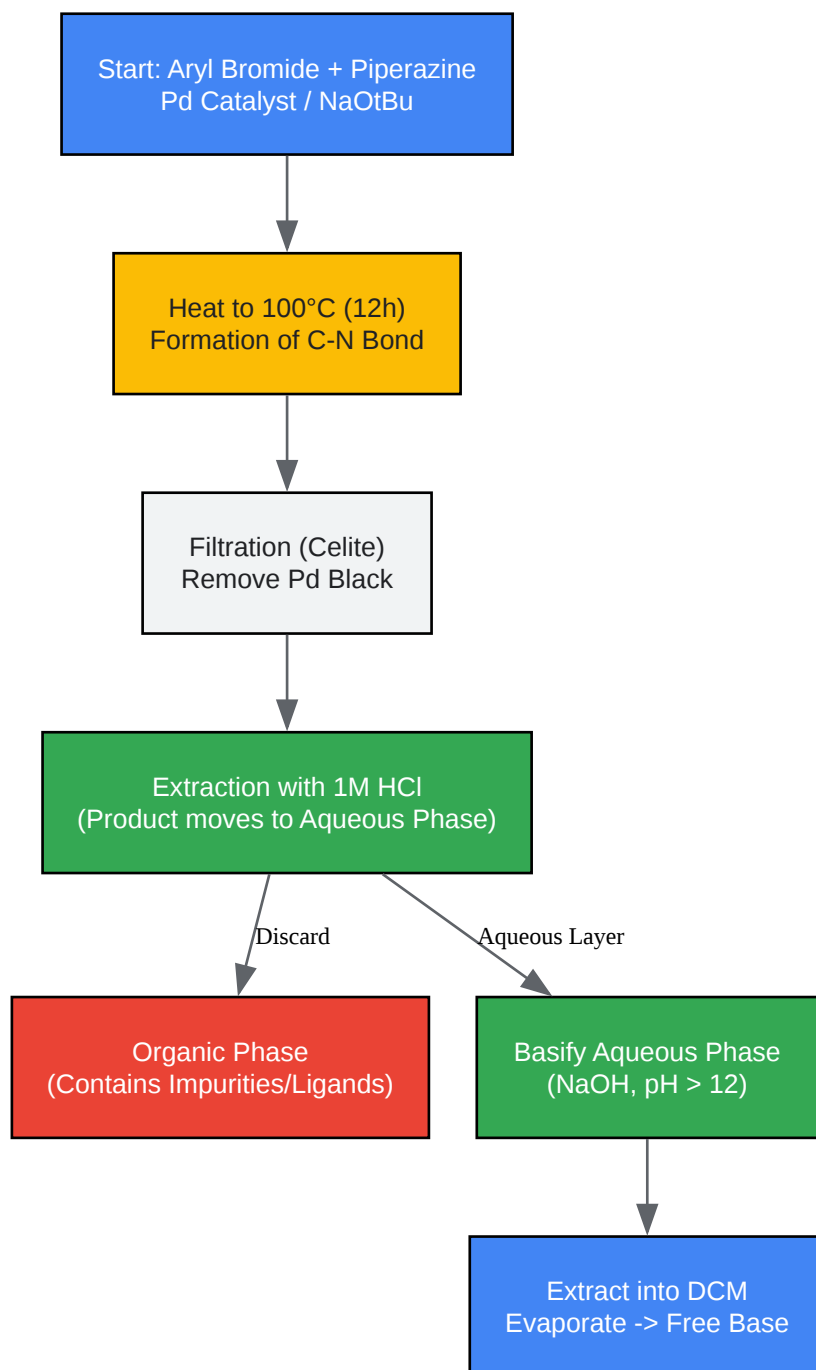 Start: Aryl Bromide + Piperazine
Pd Catalyst / NaOtBu
Heat to 100°C (12h)
Formation of C-N Bond
Filtration (Celite)
Remove Pd Black
Extraction with 1M HCl
(Product moves to Aqueous Phase)
Discard
Aqueous Layer
Organic Phase
(Contains Impurities/Ligands)
Basify Aqueous Phase
(NaOH, pH > 12)
Extract into DCM
Evaporate -> Free Base